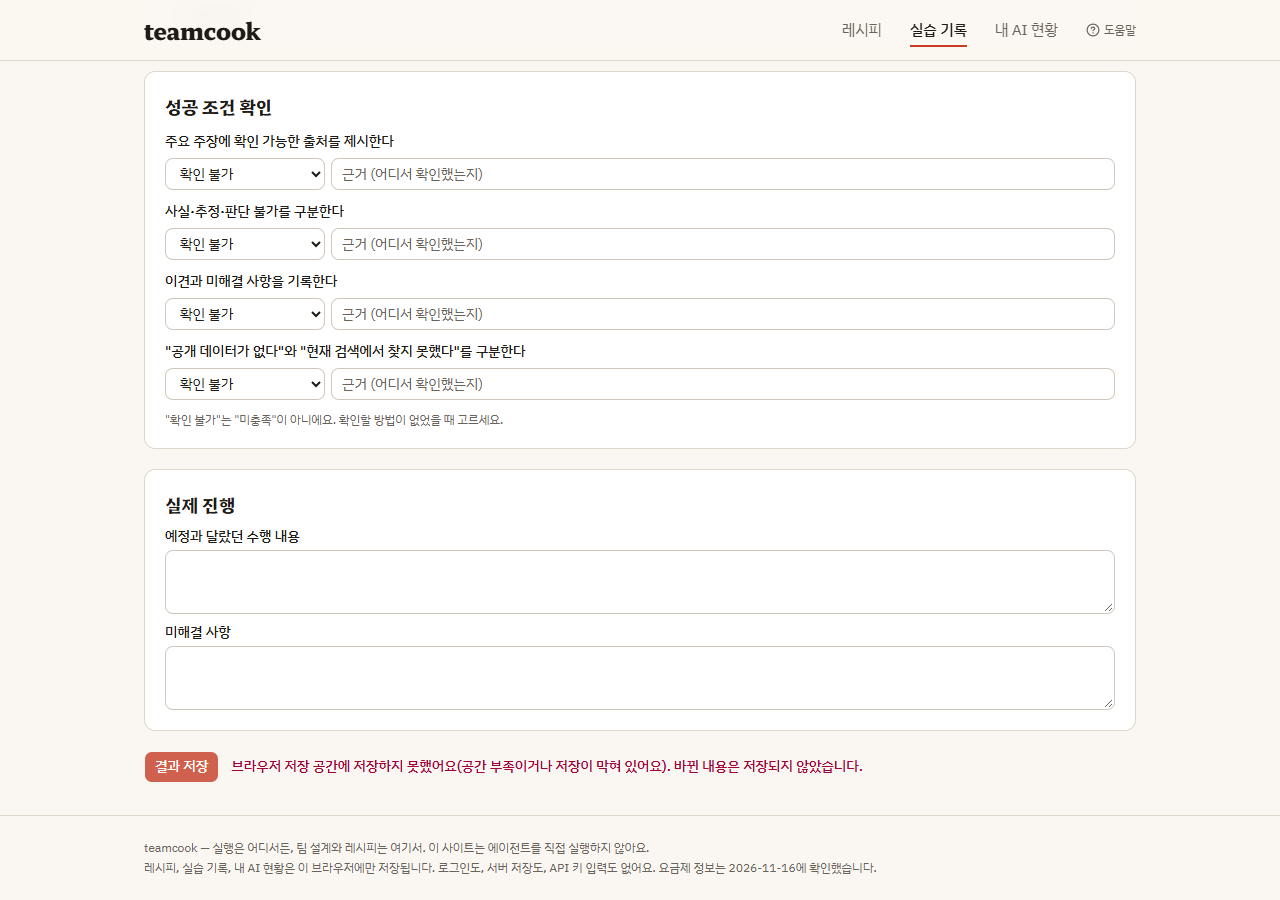 teamcook
레시피
실습 기록
내 AI 현황
도움말
성공 조건 확인
주요 주장에 확인 가능한 출처를 제시한다
확인 불가
근거 (어디서 확인했는지)
사실·추정·판단 불가를 구분한다
확인 불가
근거 (어디서 확인했는지)
이견과 미해결 사항을 기록한다
확인 불가
근거 (어디서 확인했는지)
"공개 데이터가 없다"와 "현재 검색에서 찾지 못했다"를 구분한다
확인 불가
근거 (어디서 확인했는지)
"확인 불가"는 "미충족"이 아니에요. 확인할 방법이 없었을 때 고르세요.
실제 진행
예정과 달랐던 수행 내용
미해결 사항
결과 저장
브라우저 저장 공간에 저장하지 못했어요(공간 부족이거나 저장이 막혀 있어요). 바뀐 내용은 저장되지 않았습니다.
teamcook — 실행은 어디서든, 팀 설계와 레시피는 여기서. 이 사이트는 에이전트를 직접 실행하지 않아요.
레시피, 실습 기록, 내 AI 현황은 이 브라우저에만 저장됩니다. 로그인도, 서버 저장도, API 키 입력도 없어요. 요금제 정보는 2026-11-16에 확인했습니다.